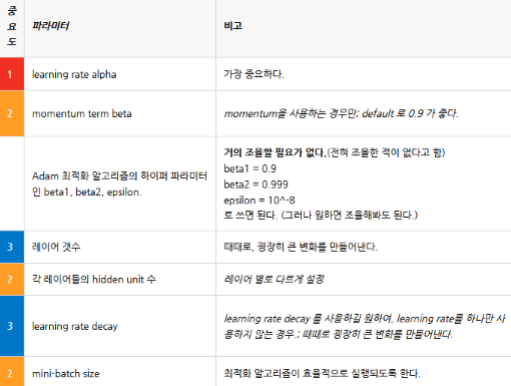 중
요
도
파라미터
비고
1
learning rate alpha
가장 중요하다.
2
momentum term beta
momentum을 사용하는 경우만; default 로 0.9 가 좋다.
Adam 최적화 알고리즘의 하이퍼 파라미터
인 beta1, beta2, epsilon.
거의 조율할 필요가 없다.(전혀 조율한 적이 없다고 함)
beta1 = 0.9
beta2 = 0.999
epsilon = 10^-8
로 쓰면 된다. (그러나 원하면 조율해봐도 된다.)
3
레이어 갯수
때때로, 굉장히 큰 변화를 만들어낸다.
2
각 레이어들의 hidden unit 수
레이어 별로 다르게 설정
3
learning rate decay
learning rate decay 를 사용하길 원하며, learning rate를 하나만 사
용하지 않는 경우.; 때때로 굉장히 큰 변화를 만들어낸다.
2
mini-batch size
최적화 알고리즘이 효율적으로 실행되도록 한다.